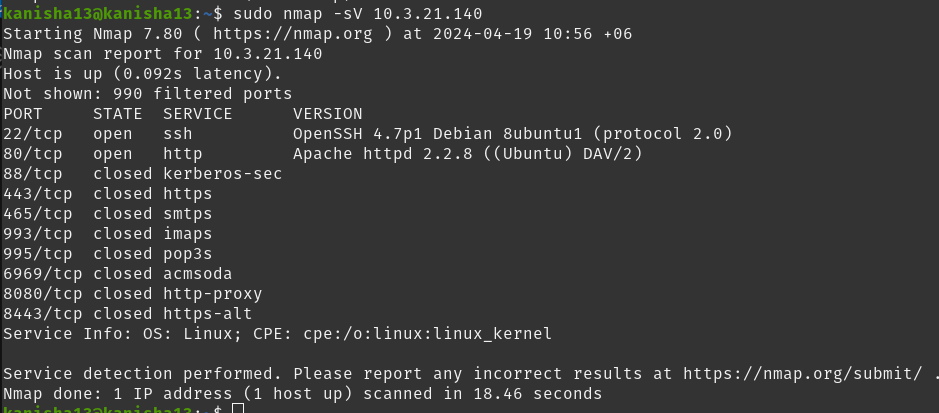 kanisha13@kanisha13:~$ sudo nmap -sV 10.3.21.140
Starting Nmap 7.80 ( https://nmap.org ) at 2024-04-19 10:56 +06
Nmap scan report for 10.3.21.140
Host is up (0.092s latency).
Not shown: 990 filtered ports
PORT     STATE  SERVICE      VERSION
22/tcp   open   ssh          OpenSSH 4.7p1 Debian 8ubuntu1 (protocol 2.0)
80/tcp   open   http         Apache httpd 2.2.8 ((Ubuntu) DAV/2)
88/tcp   closed kerberos-sec
443/tcp  closed https
465/tcp  closed smtps
993/tcp  closed imaps
995/tcp  closed pop3s
6969/tcp closed acmsoda
8080/tcp closed http-proxy
8443/tcp closed https-alt
Service Info: OS: Linux; CPE: cpe:/o:linux:linux_kernel

Service detection performed. Please report any incorrect results at https://nmap.org/submit/ .
Nmap done: 1 IP address (1 host up) scanned in 18.46 seconds
kanisha13@kanisha13:~$